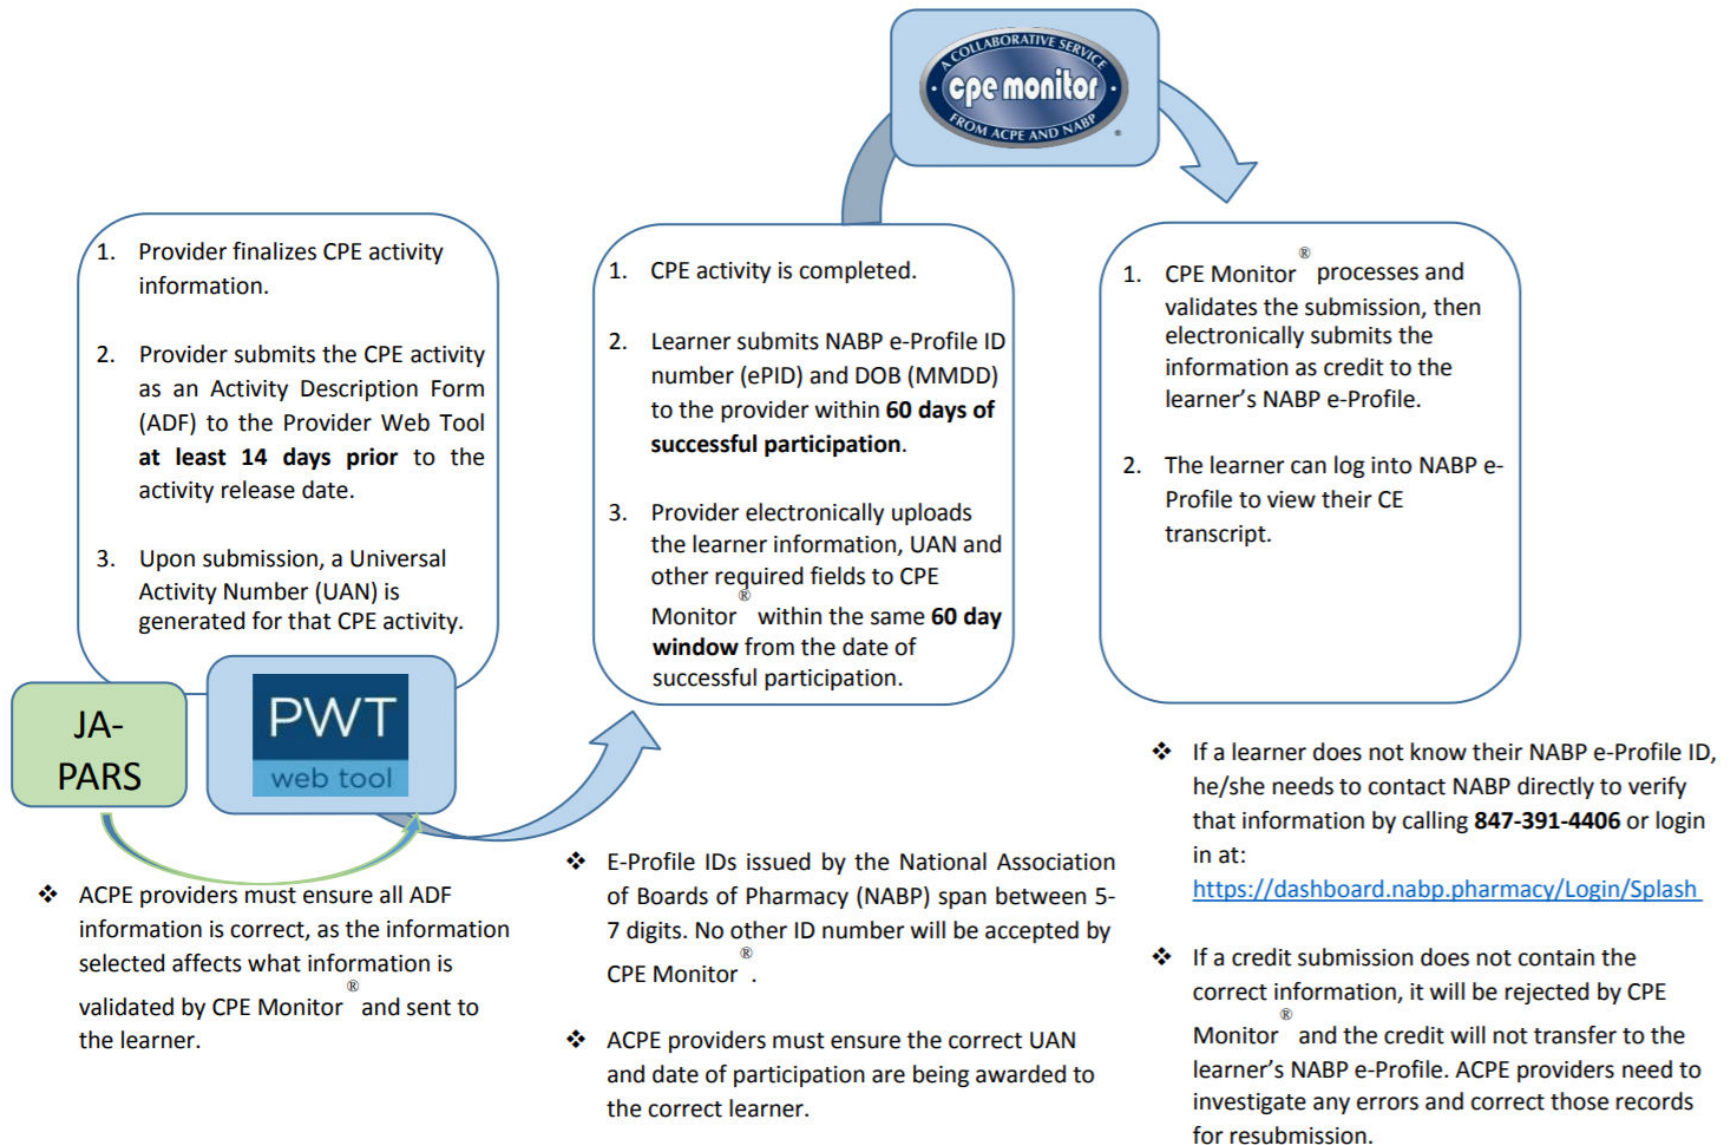 A COLLABORATIVE SERVICE
cpe monitor
FROM ACPE AND NABP
®
1. Provider finalizes CPE activity
information.
2. Provider submits the CPE activity
as an Activity Description Form
(ADF) to the Provider Web Tool
at least 14 days prior to the
activity release date.
3. Upon submission, a Universal
Activity Number (UAN) is
generated for that CPE activity.
JA-
PARS
PWT
web tool
❖ ACPE providers must ensure all ADF
information is correct, as the information
selected affects what information is
validated by CPE Monitor® and sent to
the learner.
1. CPE activity is completed.
2. Learner submits NABP e-Profile ID
number (ePID) and DOB (MMDD)
to the provider within 60 days of
successful participation.
3. Provider electronically uploads
the learner information, UAN and
other required fields to CPE
Monitor® within the same 60 day
window from the date of
successful participation.
❖ E-Profile IDs issued by the National Association
of Boards of Pharmacy (NABP) span between 5-
7 digits. No other ID number will be accepted by
CPE Monitor®.
❖ ACPE providers must ensure the correct UAN
and date of participation are being awarded to
the correct learner.
1. CPE Monitor® processes and
validates the submission, then
electronically submits the
information as credit to the
learner’s NABP e-Profile.
2. The learner can log into NABP e-
Profile to view their CE
transcript.
❖ If a learner does not know their NABP e-Profile ID,
he/she needs to contact NABP directly to verify
that information by calling 847-391-4406 or login
in at:
https://dashboard.nabp.pharmacy/Login/Splash
❖ If a credit submission does not contain the
correct information, it will be rejected by CPE
Monitor® and the credit will not transfer to the
learner’s NABP e-Profile. ACPE providers need to
investigate any errors and correct those records
for resubmission.